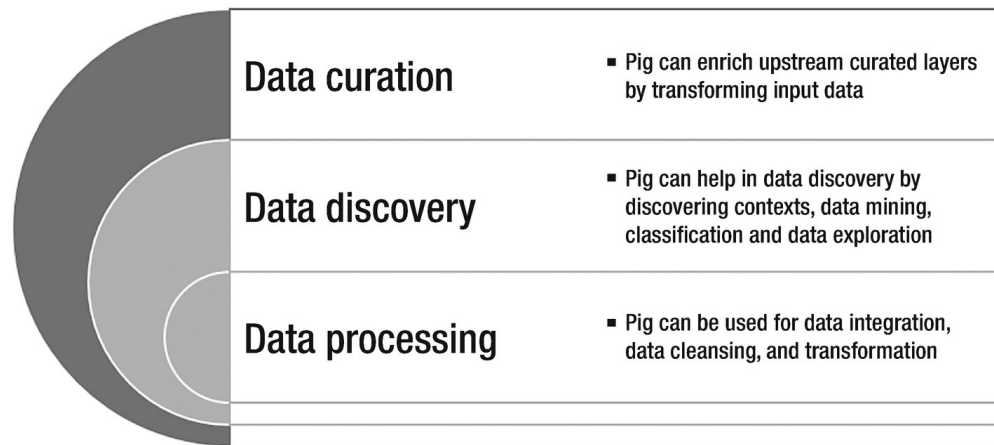 Data curation
▪ Pig can enrich upstream curated layers
by transforming input data
Data discovery
▪ Pig can help in data discovery by
discovering contexts, data mining,
classification and data exploration
Data processing
▪ Pig can be used for data integration,
data cleansing, and transformation